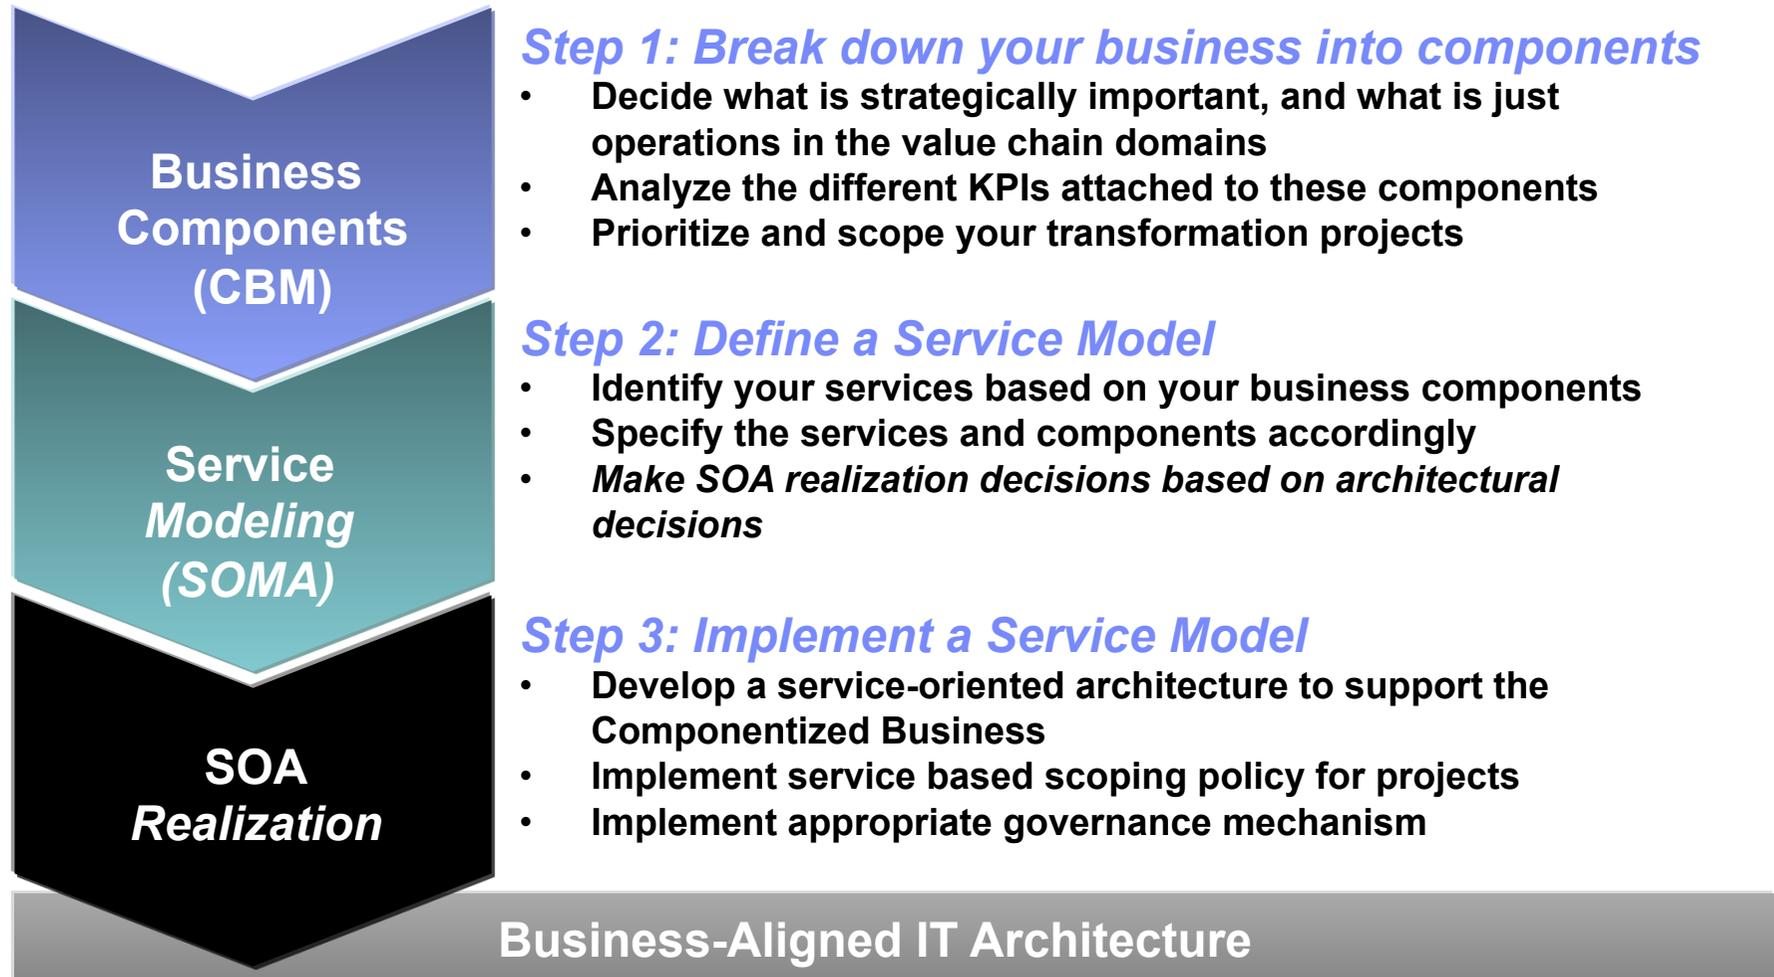 Business
Components
(CBM)
Step 1: Break down your business into components
• Decide what is strategically important, and what is just
operations in the value chain domains
• Analyze the different KPIs attached to these components
• Prioritize and scope your transformation projects
Service
Modeling
(SOMA)
Step 2: Define a Service Model
• Identify your services based on your business components
• Specify the services and components accordingly
• Make SOA realization decisions based on architectural
decisions
SOA
Realization
Step 3: Implement a Service Model
• Develop a service-oriented architecture to support the
Componentized Business
• Implement service based scoping policy for projects
• Implement appropriate governance mechanism
Business-Aligned IT Architecture